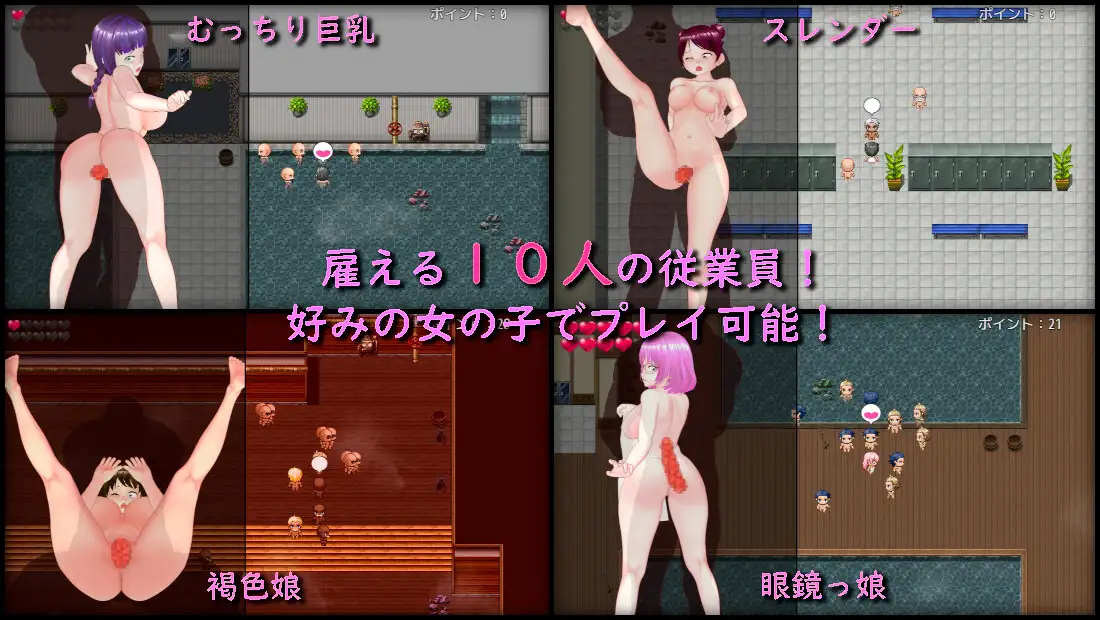 ポイント：0
むっちり巨乳
ポイント：0
スレンダー
雇える１０人の従業員！
好みの女の子でプレイ可能！
ポイント：21
褐色娘
眼鏡っ娘